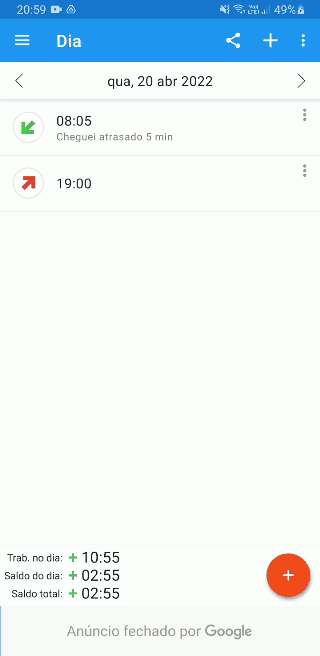 20:59 49%
Dia
qua, 20 abr 2022
08:05
Cheguei atrasado 5 min
19:00
Trab. no dia: + 10:55
Saldo do dia: + 02:55
Saldo total: + 02:55
Anúncio fechado por Google